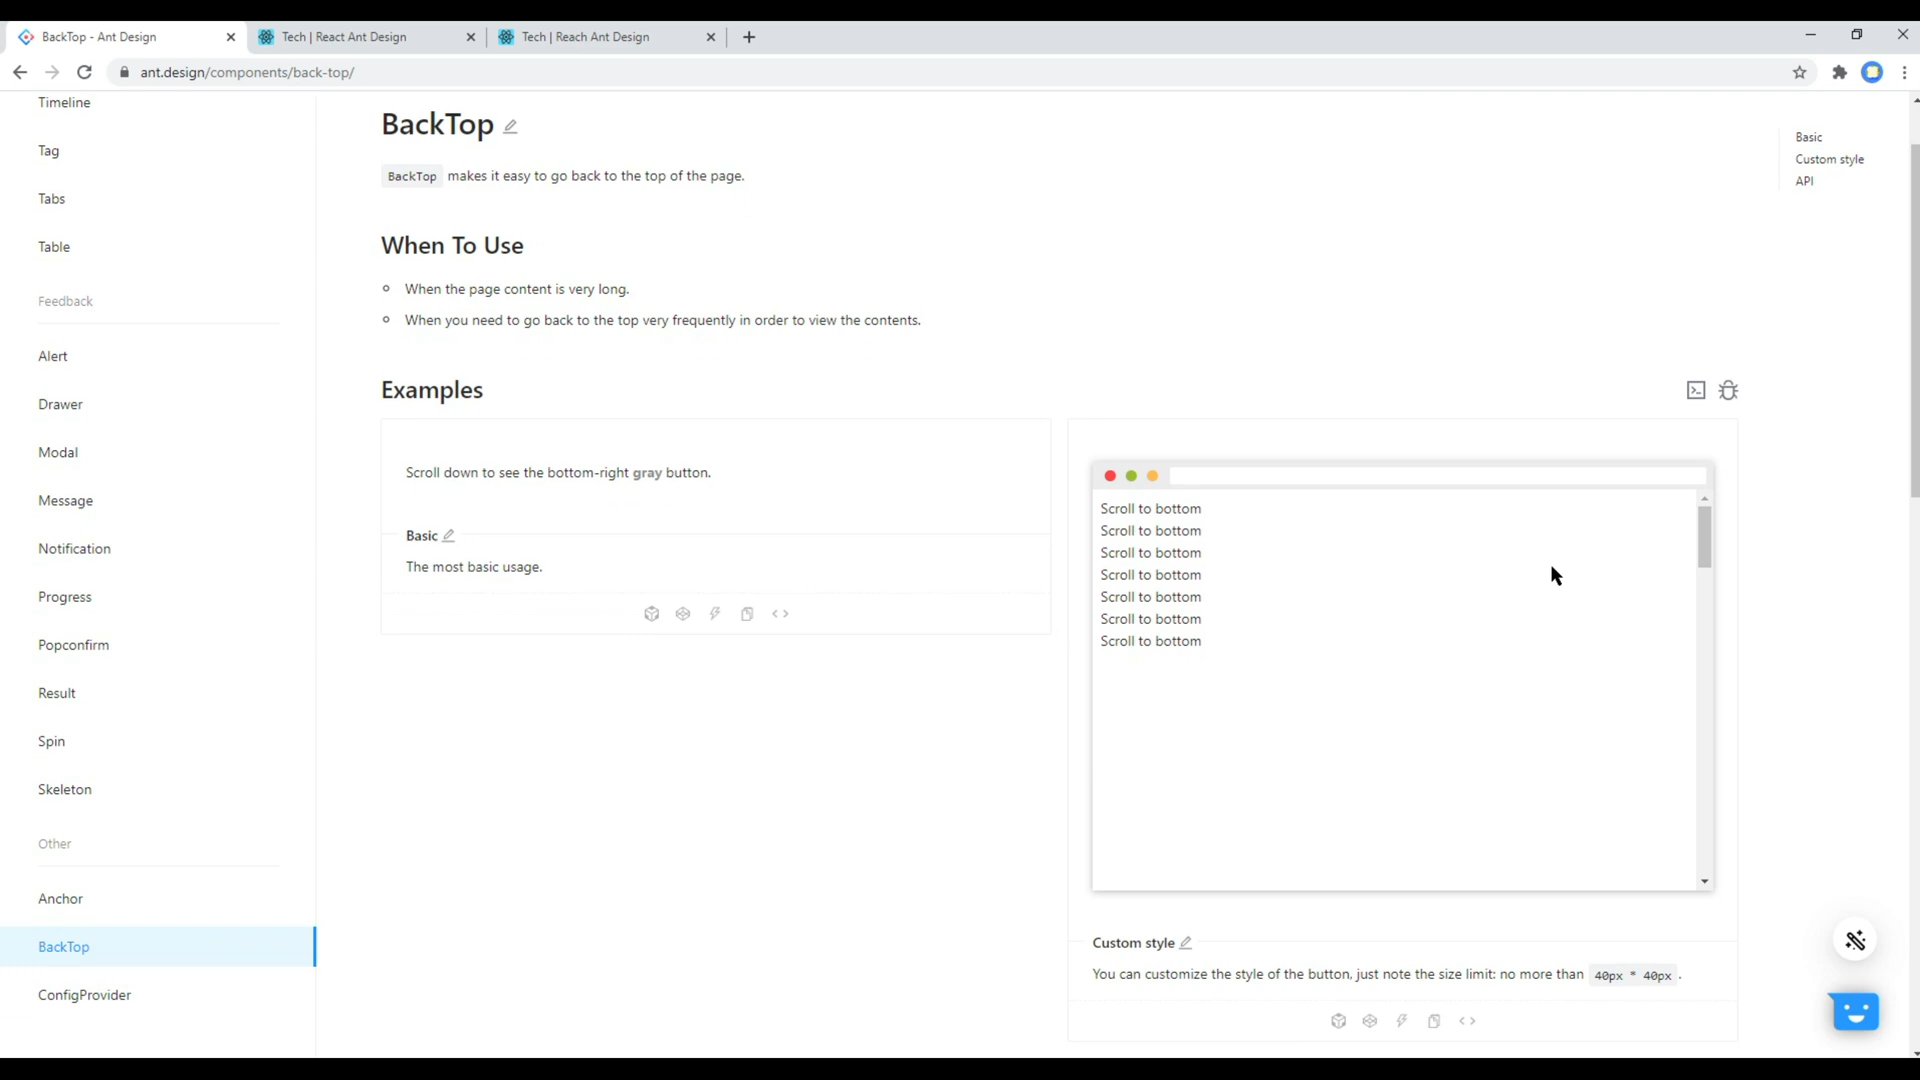 BackTop - Ant Design
Tech | React Ant Design
Tech | Reach Ant Design
ant.design/components/back-top/
Timeline
Tag
Tabs
Table
Feedback
Alert
Drawer
Modal
Message
Notification
Progress
Popconfirm
Result
Spin
Skeleton
Other
Anchor
BackTop
ConfigProvider
BackTop
BackTop makes it easy to go back to the top of the page.
When To Use
When the page content is very long.
When you need to go back to the top very frequently in order to view the contents.
Examples
Scroll down to see the bottom-right gray button.
Basic
The most basic usage.
Scroll to bottom
Scroll to bottom
Scroll to bottom
Scroll to bottom
Scroll to bottom
Scroll to bottom
Scroll to bottom
Custom style
You can customize the style of the button, just note the size limit: no more than 40px * 40px .
Basic
Custom style
API